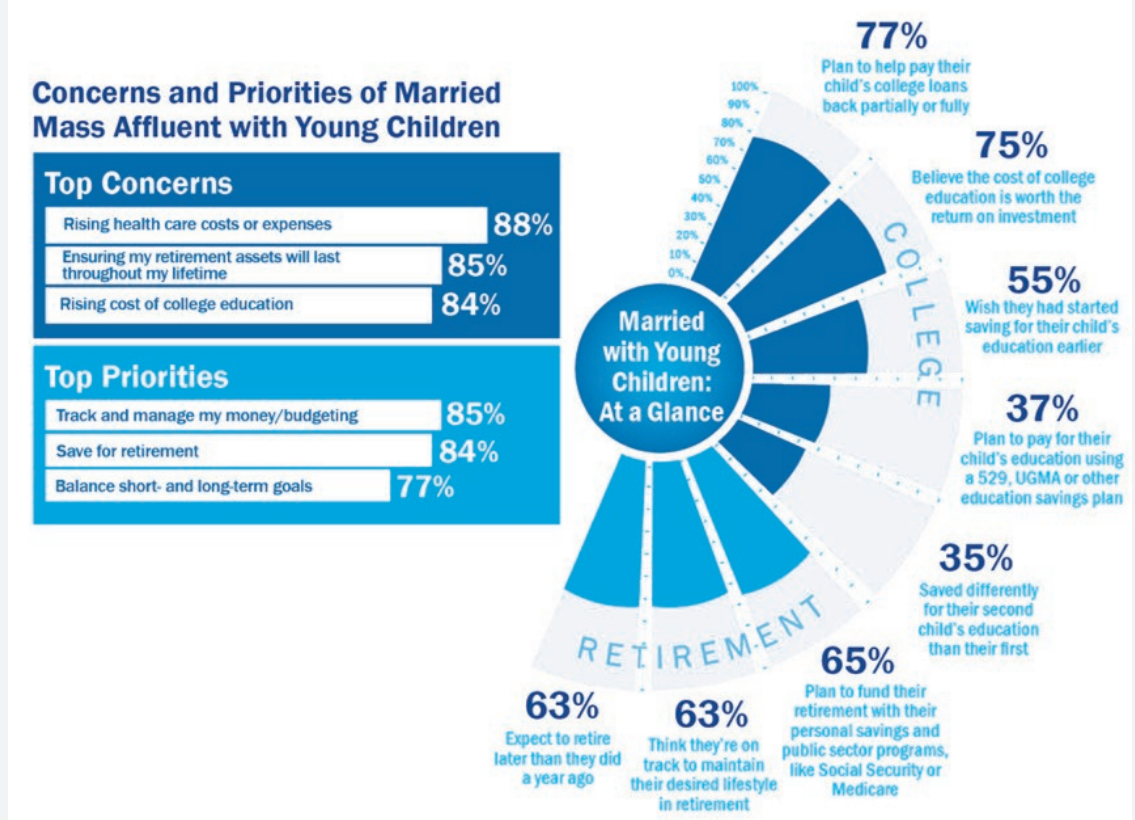 Concerns and Priorities of Married
Mass Affluent with Young Children
Top Concerns
Rising health care costs or expenses 88%
Ensuring my retirement assets will last
throughout my lifetime 85%
Rising cost of college education 84%
Top Priorities
Track and manage my money/budgeting 85%
Save for retirement 84%
Balance short- and long-term goals 77%
100%
90%
80%
70%
60%
50%
40%
30%
20%
10%
0%
Married
with Young
Children:
At a Glance
COLLEGE
77%
Plan to help pay their
child's college loans
back partially or fully
75%
Believe the cost of college
education is worth the
return on investment
55%
Wish they had started
saving for their child's
education earlier
37%
Plan to pay for their
child's education using
a 529, UGMA or other
education savings plan
35%
Saved differently
for their second
child's education
than their first
RETIREMENT
65%
Plan to fund their
retirement with their
personal savings and
public sector programs,
like Social Security or
Medicare
63%
Think they're on
track to maintain
their desired lifestyle
in retirement
63%
Expect to retire
later than they did
a year ago